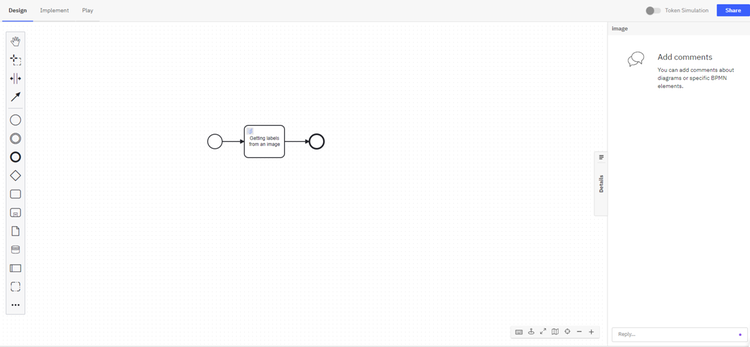 Design Implement Play Token Simulation Share
image
Add comments
You can add comments about
diagrams or specific BPMN
elements.
Getting labels
from an image
Details
Reply...